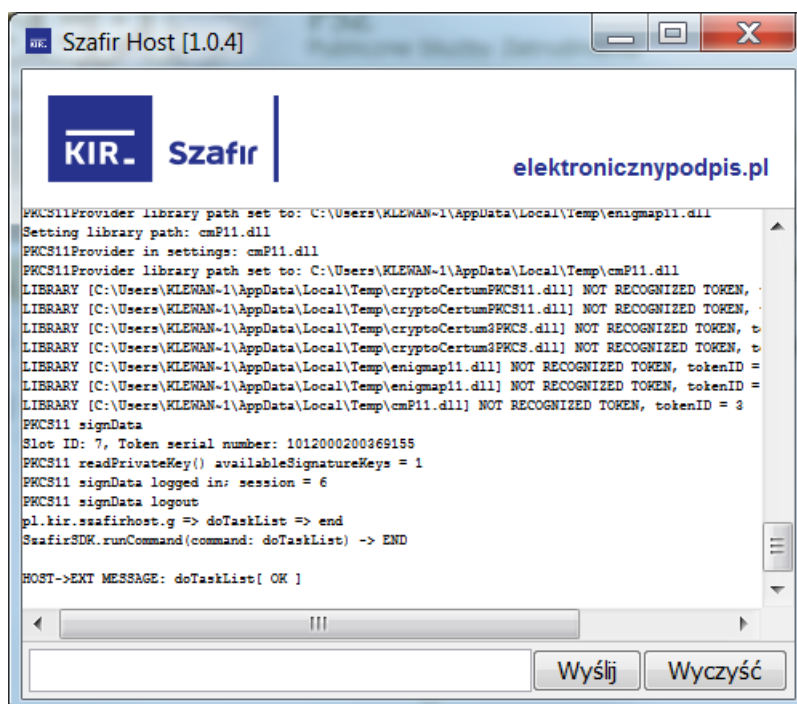 KIR. Szafir Host [1.0.4]
KIR. Szafir
elektronicznypodpis.pl
PKCS11Provider library path set to: C:\Users\KLEWAN~1\AppData\Local\Temp\enigmap11.dll
Setting library path: cmP11.dll
PKCS11Provider in settings: cmP11.dll
PKCS11Provider library path set to: C:\Users\KLEWAN~1\AppData\Local\Temp\cmP11.dll
LIBRARY [C:\Users\KLEWAN~1\AppData\Local\Temp\cryptoCertumPKCS11.dll] NOT RECOGNIZED TOKEN,
LIBRARY [C:\Users\KLEWAN~1\AppData\Local\Temp\cryptoCertumPKCS11.dll] NOT RECOGNIZED TOKEN,
LIBRARY [C:\Users\KLEWAN~1\AppData\Local\Temp\cryptoCertum3PKCS.dll] NOT RECOGNIZED TOKEN, t
LIBRARY [C:\Users\KLEWAN~1\AppData\Local\Temp\cryptoCertum3PKCS.dll] NOT RECOGNIZED TOKEN, t
LIBRARY [C:\Users\KLEWAN~1\AppData\Local\Temp\enigmap11.dll] NOT RECOGNIZED TOKEN, tokenID =
LIBRARY [C:\Users\KLEWAN~1\AppData\Local\Temp\enigmap11.dll] NOT RECOGNIZED TOKEN, tokenID =
LIBRARY [C:\Users\KLEWAN~1\AppData\Local\Temp\cmP11.dll] NOT RECOGNIZED TOKEN, tokenID = 3
PKCS11 signData
Slot ID: 7, Token serial number: 1012000200369155
PKCS11 readPrivateKey() availableSignatureKeys = 1
PKCS11 signData logged in; session = 6
PKCS11 signData logout
pl.kir.szafirhost.g => doTaskList => end
SzafirSDK.runCommand(command: doTaskList) -> END
HOST->EXT MESSAGE: doTaskList[ OK ]
Wyślij Wyczyść